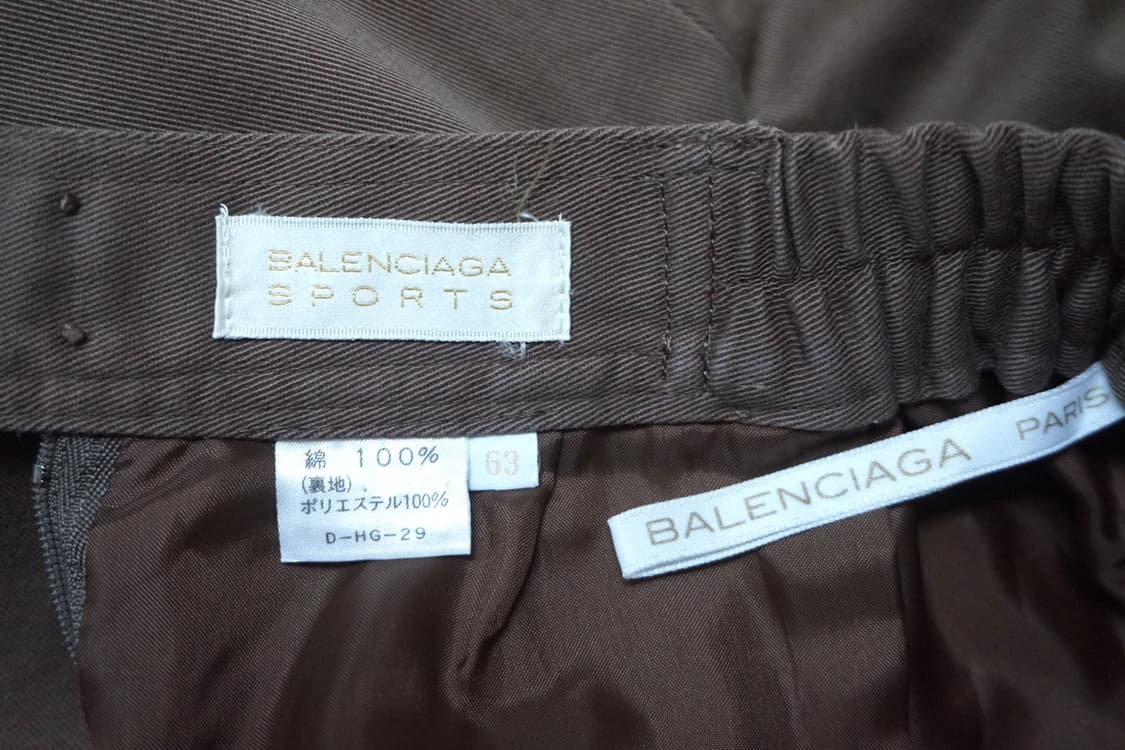 BALENCIAGA
SPORTS
綿 100%
(裏地)
ポリエステル100%
D-HG-29
63
BALENCIAGA PARIS